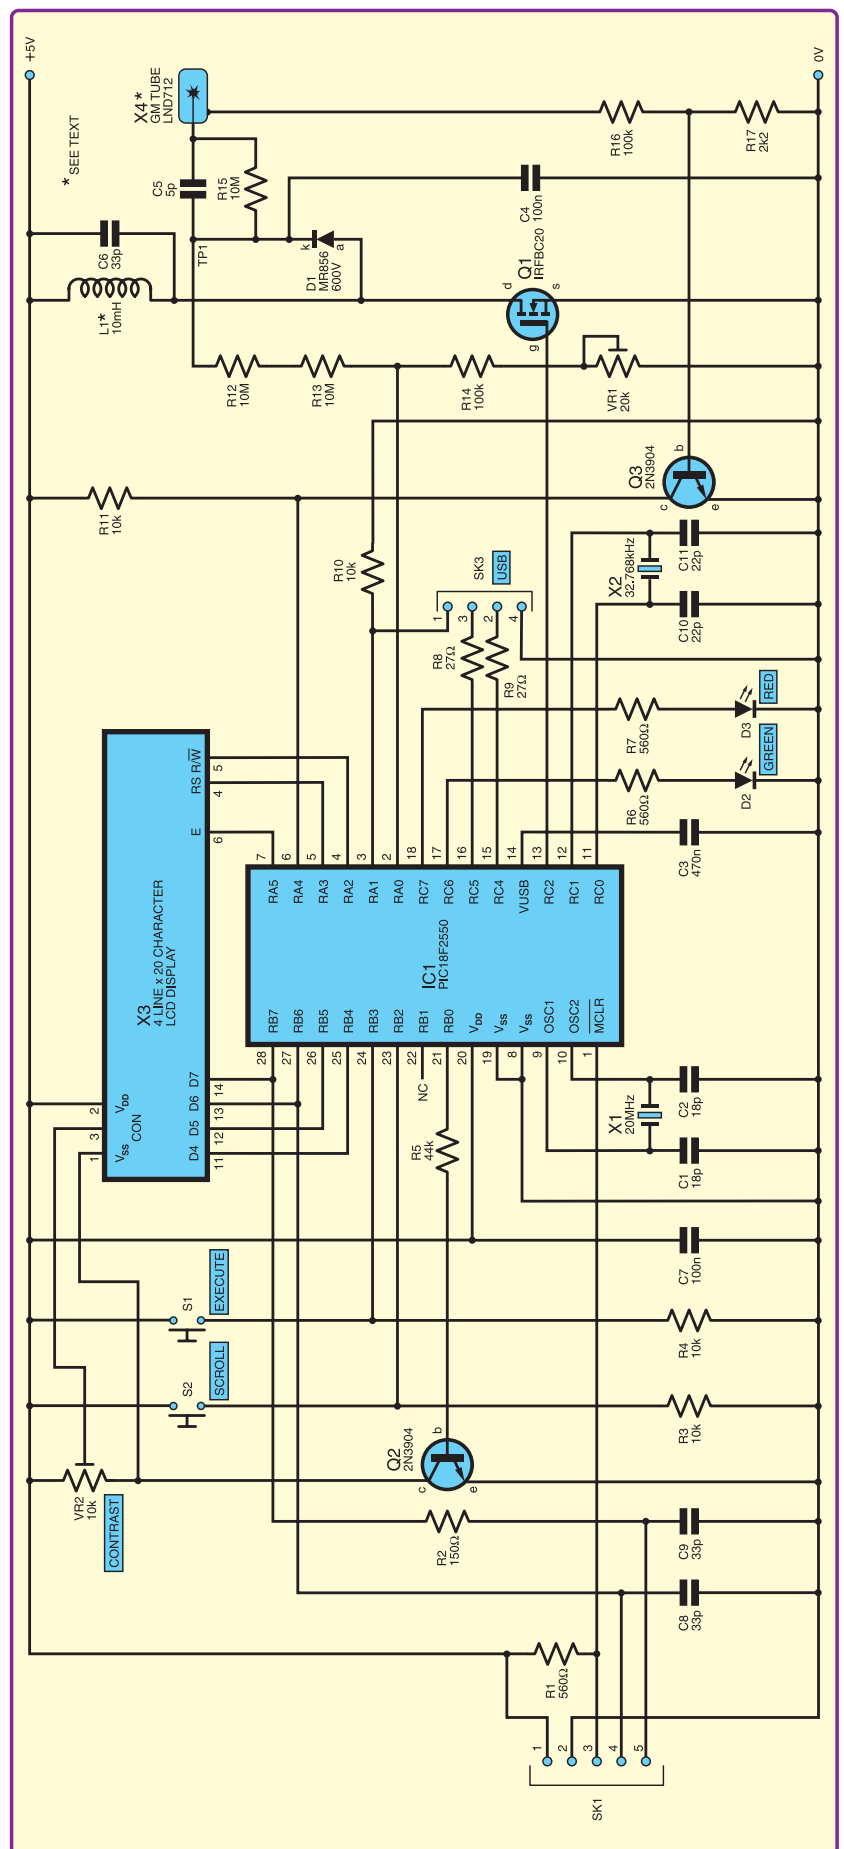 +5V
0V
X4*
GM TUBE
LND712
* SEE TEXT
R16
100k
R17
2k2
C5
5p
R15
10M
C4
100n
C6
33p
TP1
k
a
D1
MR856
600V
Q1
IRFBC20
d
s
g
L1*
10mH
R12
10M
R13
10M
R14
100k
VR1
20k
Q3
2N3904
b
c
e
R11
10k
R10
10k
SK3
USB
1
3
2
4
X2
32.768kHz
C11
22p
C10
22p
R8
27Ω
R9
27Ω
R7
560Ω
D3
RED
R6
560Ω
D2
GREEN
C3
470n
X3
4 LINE x 20 CHARACTER
LCD DISPLAY
R/W
5
RS
4
E
6
D7
14
D6
13
D5
12
D4
11
VDD
2
CON
3
VSS
1
7
6
5
4
3
2
18
17
16
15
14
13
12
11
RA5
RA4
RA3
RA2
RA1
RA0
RC7
RC6
RC5
RC4
VUSB
RC2
RC1
RC0
IC1
PIC18F2550
RB7
RB6
RB5
RB4
RB3
RB2
RB1
RB0
VDD
VSS
VSS
OSC1
OSC2
MCLR
28
27
26
25
24
23
22
21
20
19
8
9
10
1
NC
R5
44k
X1
20MHz
C2
18p
C1
18p
C7
100n
S1
EXECUTE
R4
10k
S2
SCROLL
R3
10k
VR2
10k
CONTRAST
Q2
2N3904
b
c
e
R2
150Ω
C9
33p
C8
33p
R1
560Ω
1
2
3
4
5
SK1